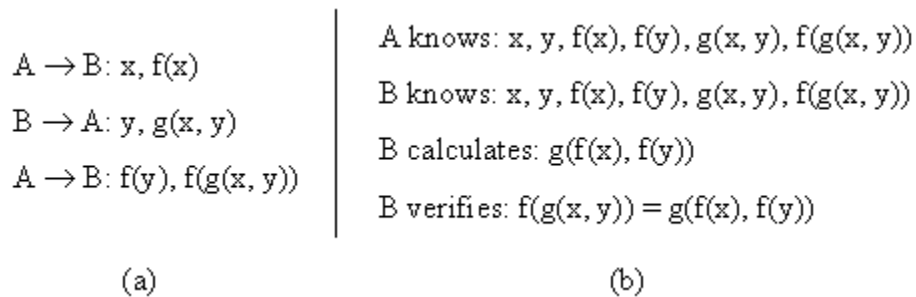 A → B: x, f(x)
B → A: y, g(x, y)
A → B: f(y), f(g(x, y))
(a)
A knows: x, y, f(x), f(y), g(x, y), f(g(x, y))
B knows: x, y, f(x), f(y), g(x, y), f(g(x, y))
B calculates: g(f(x), f(y))
B verifies: f(g(x, y)) = g(f(x), f(y))
(b)